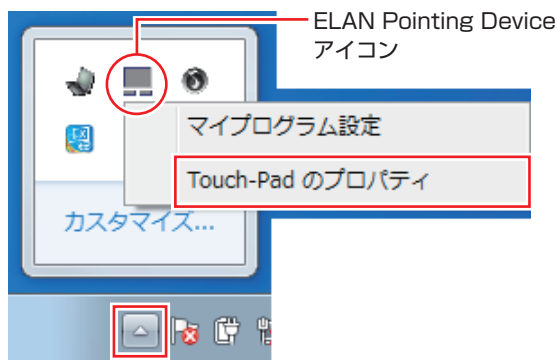 ELAN Pointing Device
アイコン
マイプログラム設定
Touch-Pad のプロパティ
カスタマイズ...